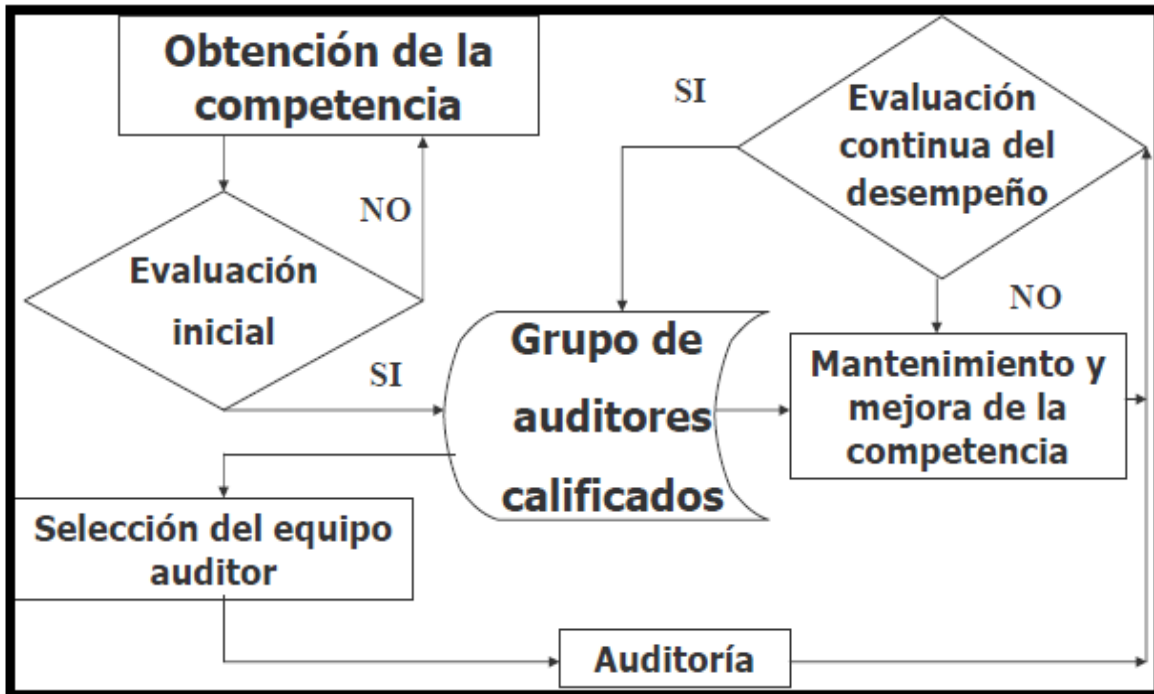 Obtención de la
competencia
NO
Evaluación
inicial
SI
SI
Evaluación
continua del
desempeño
NO
Grupo de
auditores
calificados
Mantenimiento y
mejora de la
competencia
Selección del equipo
auditor
Auditoría